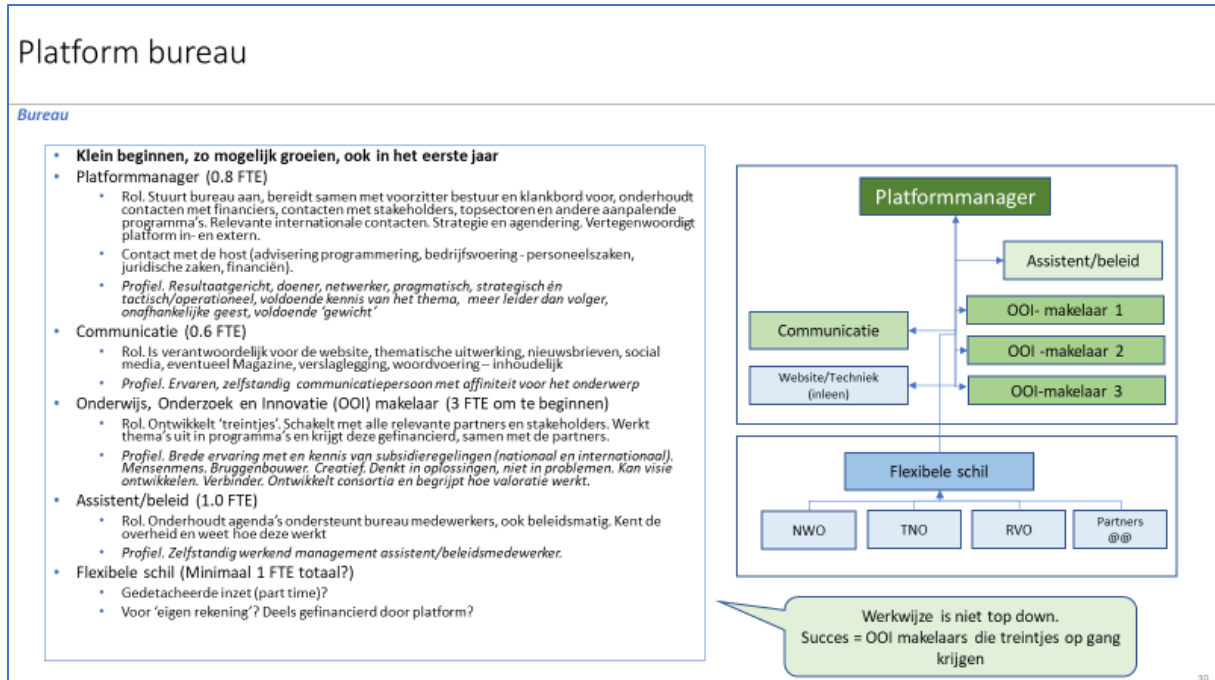 Platform bureau
Bureau
• Klein beginnen, zo mogelijk groeien, ook in het eerste jaar
• Platformmanager (0.8 FTE)
• Rol. Stuurt bureau aan, bereidt samen met voorzitter bestuur en klankbord voor, onderhoudt
contacten met financiers, contacten met stakeholders, topsectoren en andere aanpalende
programma's. Relevante internationale contacten. Strategie en agendering. Vertegenwoordigt
platform in- en extern.
• Contact met de host (advisering programmering, bedrijfsvoering - personeelszaken,
juridische zaken, financiën).
• Profiel. Resultaatgericht, doener, netwerker, pragmatisch, strategisch én
tactisch/operationeel, voldoende kennis van het thema, meer leider dan volger,
onafhankelijke geest, voldoende 'gewicht'
• Communicatie (0.6 FTE)
• Rol. Is verantwoordelijk voor de website, thematische uitwerking, nieuwsbrieven, social
media, eventueel Magazine, verslaglegging, woordvoering – inhoudelijk
• Profiel. Ervaren, zelfstandig communicatiepersoon met affiniteit voor het onderwerp
• Onderwijs, Onderzoek en Innovatie (OOI) makelaar (3 FTE om te beginnen)
• Rol. Ontwikkelt 'treintjes'. Schakelt met alle relevante partners en stakeholders. Werkt
thema's uit in programma's en krijgt deze gefinancierd, samen met de partners.
• Profiel. Brede ervaring met en kennis van subsidieregelingen (nationaal en internationaal).
Mensenmens. Bruggenbouwer. Creatief. Denkt in oplossingen, niet in problemen. Kan visie
ontwikkelen. Verbinder. Ontwikkelt consortia en begrijpt hoe valoratie werkt.
• Assistent/beleid (1.0 FTE)
• Rol. Onderhoudt agenda's ondersteunt bureau medewerkers, ook beleidsmatig. Kent de
overheid en weet hoe deze werkt
• Profiel. Zelfstandig werkend management assistent/beleidsmedewerker.
• Flexibele schil (Minimaal 1 FTE totaal?)
• Gedetacheerde inzet (part time)?
• Voor 'eigen rekening'? Deels gefinancierd door platform?
Platformmanager
Assistent/beleid
OOI- makelaar 1
Communicatie
OOI -makelaar 2
Website/Techniek
(inleen)
OOI-makelaar 3
Flexibele schil
NWO
TNO
RVO
Partners
@@
Werkwijze is niet top down.
Succes = OOI makelaars die treintjes op gang
krijgen
30